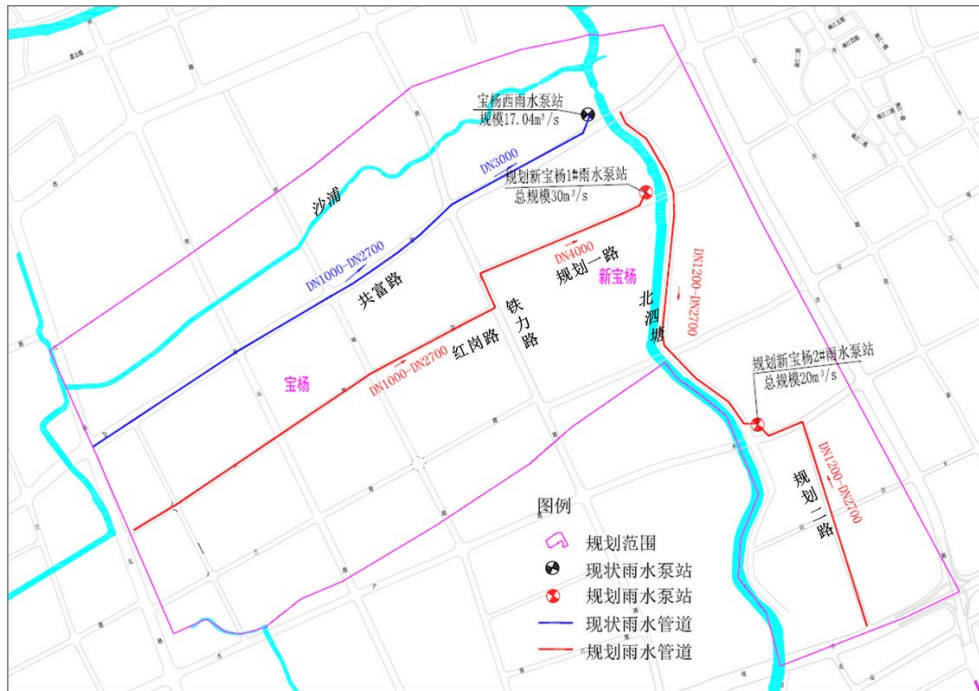 宝杨西雨水泵站
规模17.04m³/s
DN3000
规划新宝杨1#雨水泵站
总规模30m³/s
沙浦
DN1000-DN2700
共富路
DN4000
规划一路
新宝杨
铁力路
红岗路
DN1000-DN2700
宝杨
北泗塘
DN1200-DN2700
规划新宝杨2#雨水泵站
总规模20m³/s
DN1200-DN2700
规划二路
图例
规划范围
现状雨水泵站
规划雨水泵站
现状雨水管道
规划雨水管道